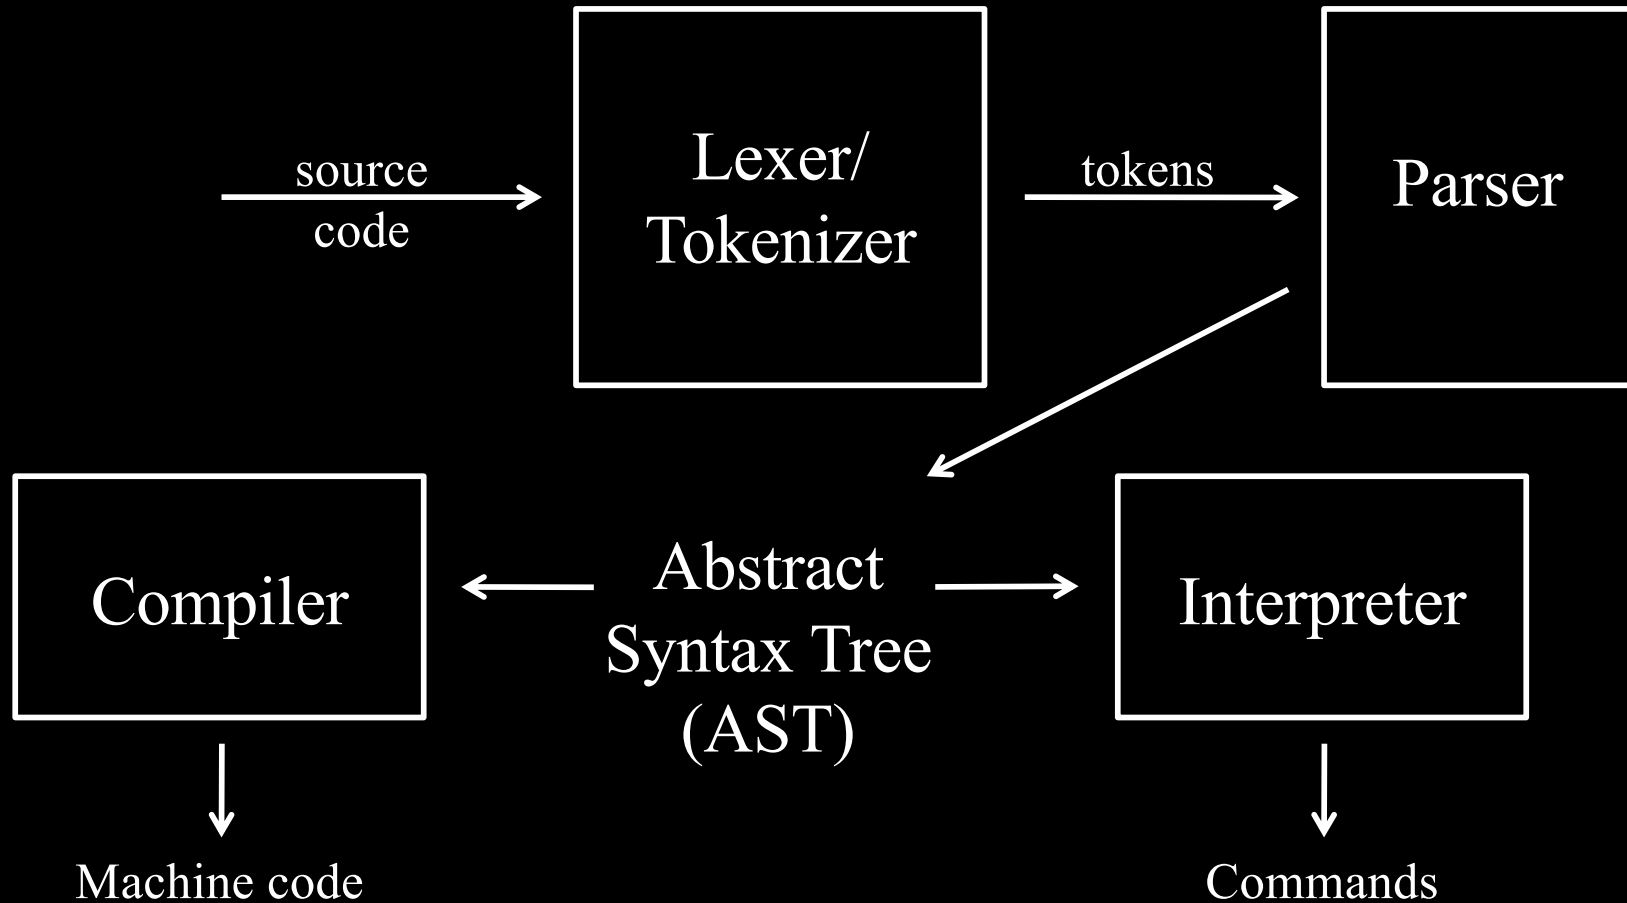 source
code
Lexer/
Tokenizer
tokens
Parser
Compiler
Abstract
Syntax Tree
(AST)
Interpreter
Machine code
Commands